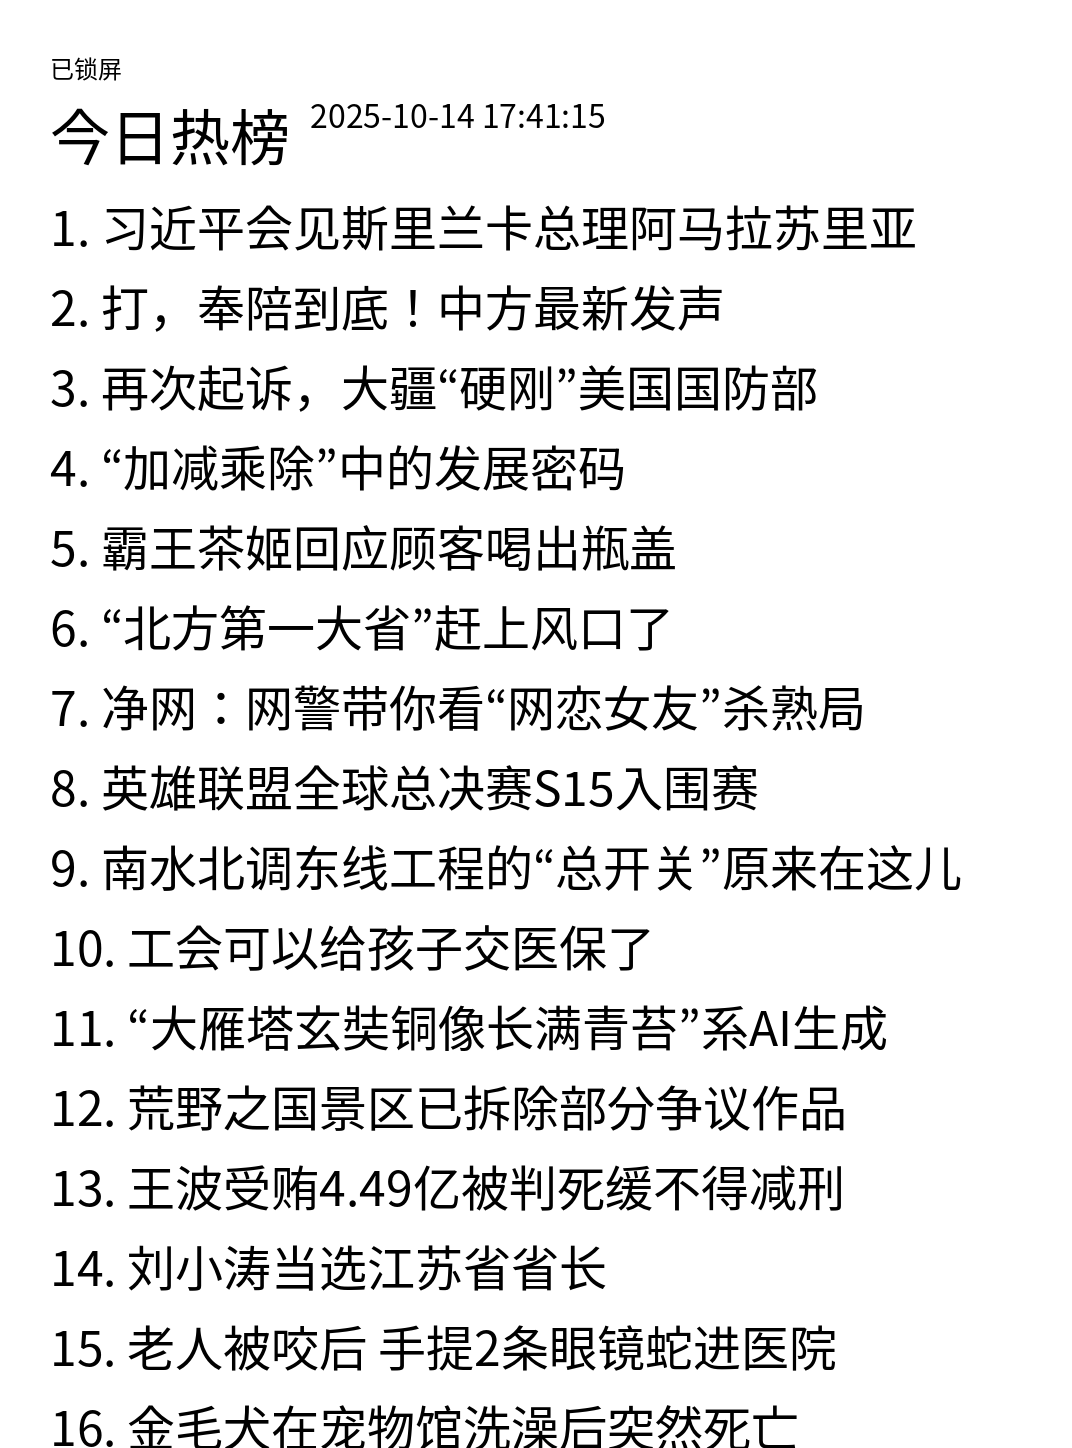 已锁屏
今日热榜 2025-10-14 17:41:15
1. 习近平会见斯里兰卡总理阿马拉苏里亚
2. 打，奉陪到底！中方最新发声
3. 再次起诉，大疆“硬刚”美国国防部
4. “加减乘除”中的发展密码
5. 霸王茶姬回应顾客喝出瓶盖
6. “北方第一大省”赶上风口了
7. 净网：网警带你看“网恋女友”杀熟局
8. 英雄联盟全球总决赛S15入围赛
9. 南水北调东线工程的“总开关”原来在这儿
10. 工会可以给孩子交医保了
11. “大雁塔玄奘铜像长满青苔”系AI生成
12. 荒野之国景区已拆除部分争议作品
13. 王波受贿4.49亿被判死缓不得减刑
14. 刘小涛当选江苏省省长
15. 老人被咬后 手提2条眼镜蛇进医院
16. 金毛犬在宠物馆洗澡后突然死亡